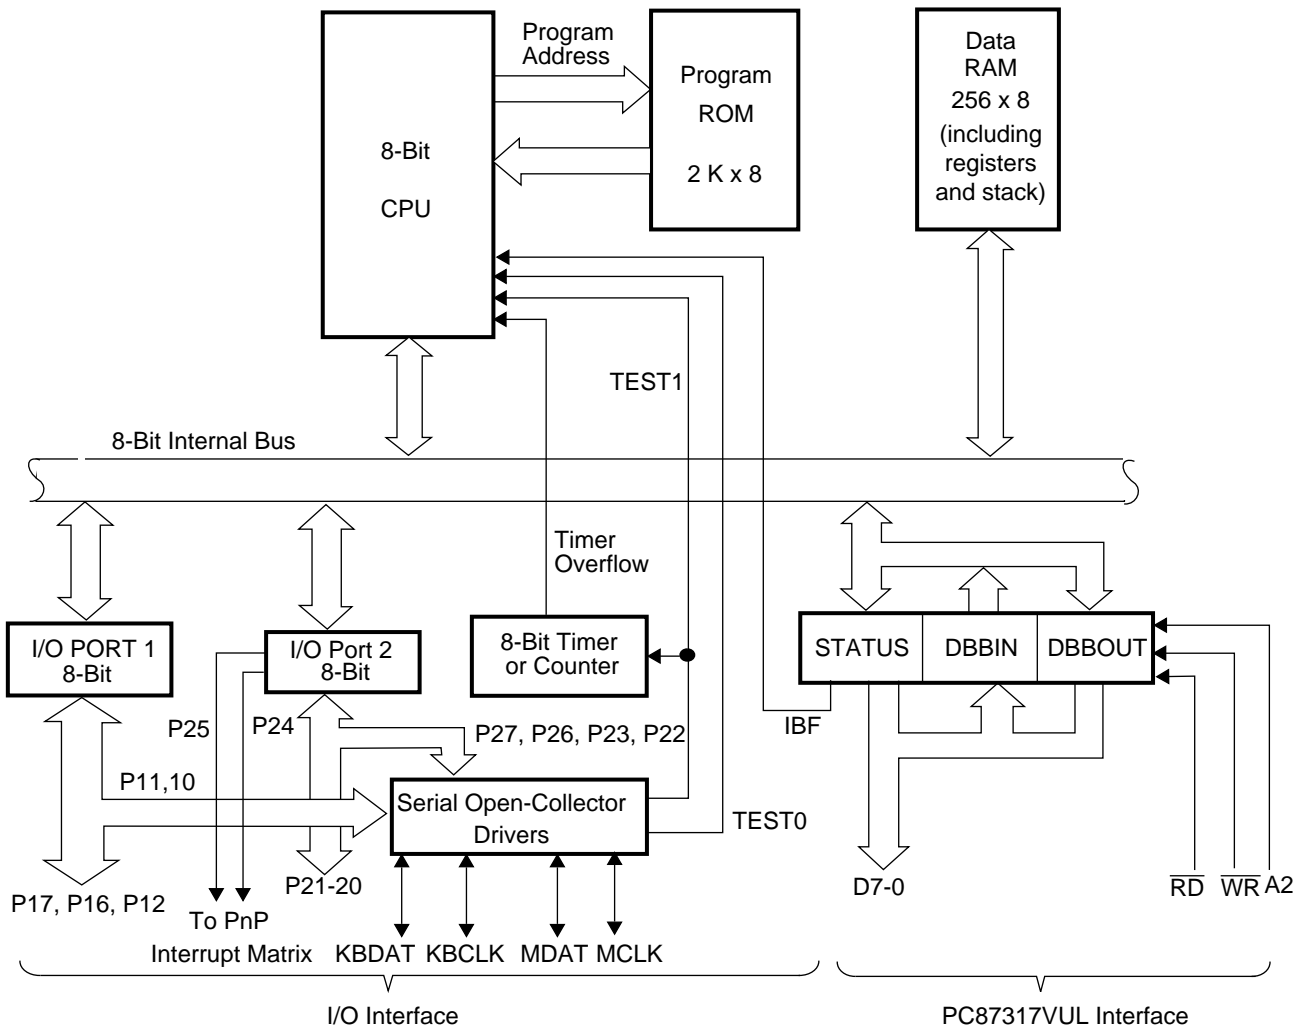 Program
Address
8-Bit
CPU
Program
ROM
2 K x 8
Data
RAM
256 x 8
(including
registers
and stack)
TEST1
8-Bit Internal Bus
Timer
Overflow
I/O PORT 1
8-Bit
I/O Port 2
8-Bit
8-Bit Timer
or Counter
STATUS
DBBIN
DBBOUT
P25
P24
P27, P26, P23, P22
IBF
P11,10
Serial Open-Collector
Drivers
TEST0
P17, P16, P12
P21-20
D7-0
RD
WR
A2
To PnP
Interrupt Matrix
KBDAT
KBCLK
MDAT
MCLK
I/O Interface
PC87317VUL Interface